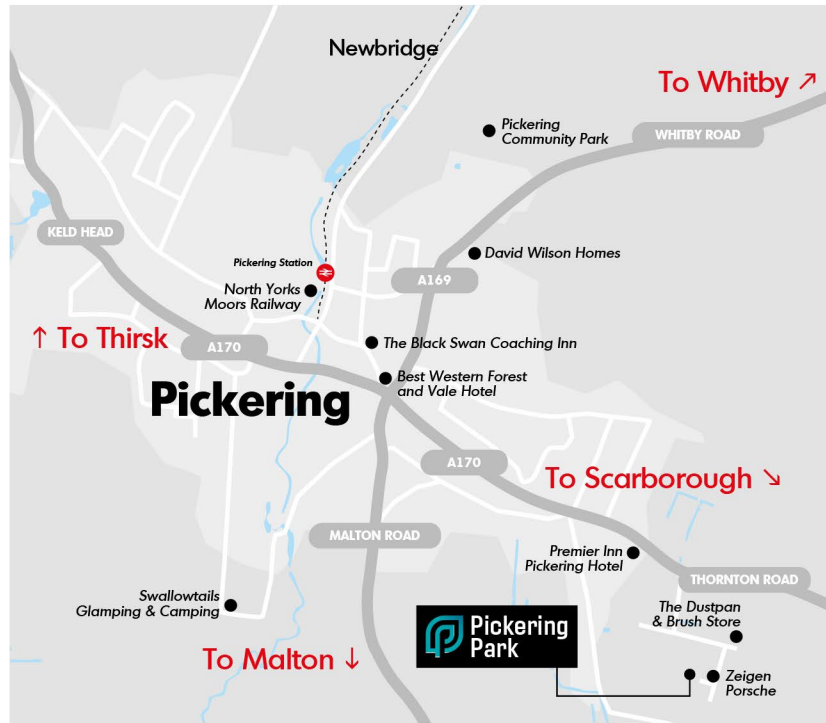 Newbridge
To Whitby ↗
Pickering
Community Park
WHITBY ROAD
KELD HEAD
David Wilson Homes
Pickering Station
A169
North Yorks
Moors Railway
↑ To Thirsk
A170
The Black Swan Coaching Inn
Pickering
Best Western Forest
and Vale Hotel
A170
To Scarborough ↘
MALTON ROAD
Premier Inn
Pickering Hotel
THORNTON ROAD
Swallowtails
Glamping & Camping
The Dustpan
& Brush Store
Pickering
Park
To Malton ↓
Zeigen
Porsche